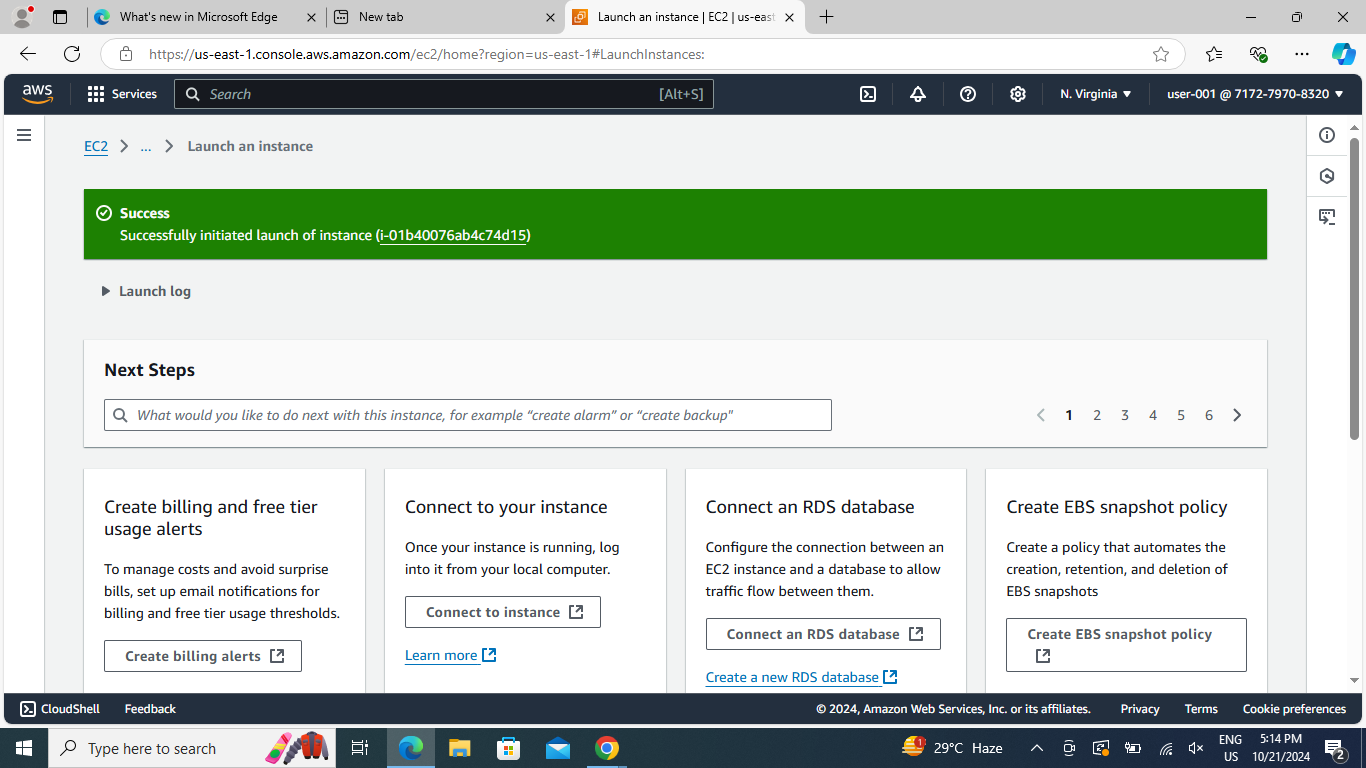 What's new in Microsoft Edge
New tab
Launch an instance | EC2 | us-east
https://us-east-1.console.aws.amazon.com/ec2/home?region=us-east-1#LaunchInstances:
aws
Services
Search
[Alt+S]
N. Virginia
user-001 @ 7172-7970-8320
EC2
...
Launch an instance
Success
Successfully initiated launch of instance (i-01b40076ab4c74d15)
Launch log
Next Steps
What would you like to do next with this instance, for example “create alarm” or “create backup"
1 2 3 4 5 6
Create billing and free tier
usage alerts
To manage costs and avoid surprise
bills, set up email notifications for
billing and free tier usage thresholds.
Create billing alerts
Connect to your instance
Once your instance is running, log
into it from your local computer.
Connect to instance
Learn more
Connect an RDS database
Configure the connection between an
EC2 instance and a database to allow
traffic flow between them.
Connect an RDS database
Create a new RDS database
Create EBS snapshot policy
Create a policy that automates the
creation, retention, and deletion of
EBS snapshots
Create EBS snapshot policy
CloudShell
Feedback
© 2024, Amazon Web Services, Inc. or its affiliates.
Privacy
Terms
Cookie preferences
Type here to search
1
29°C Haze
ENG
US
5:14 PM
10/21/2024
2